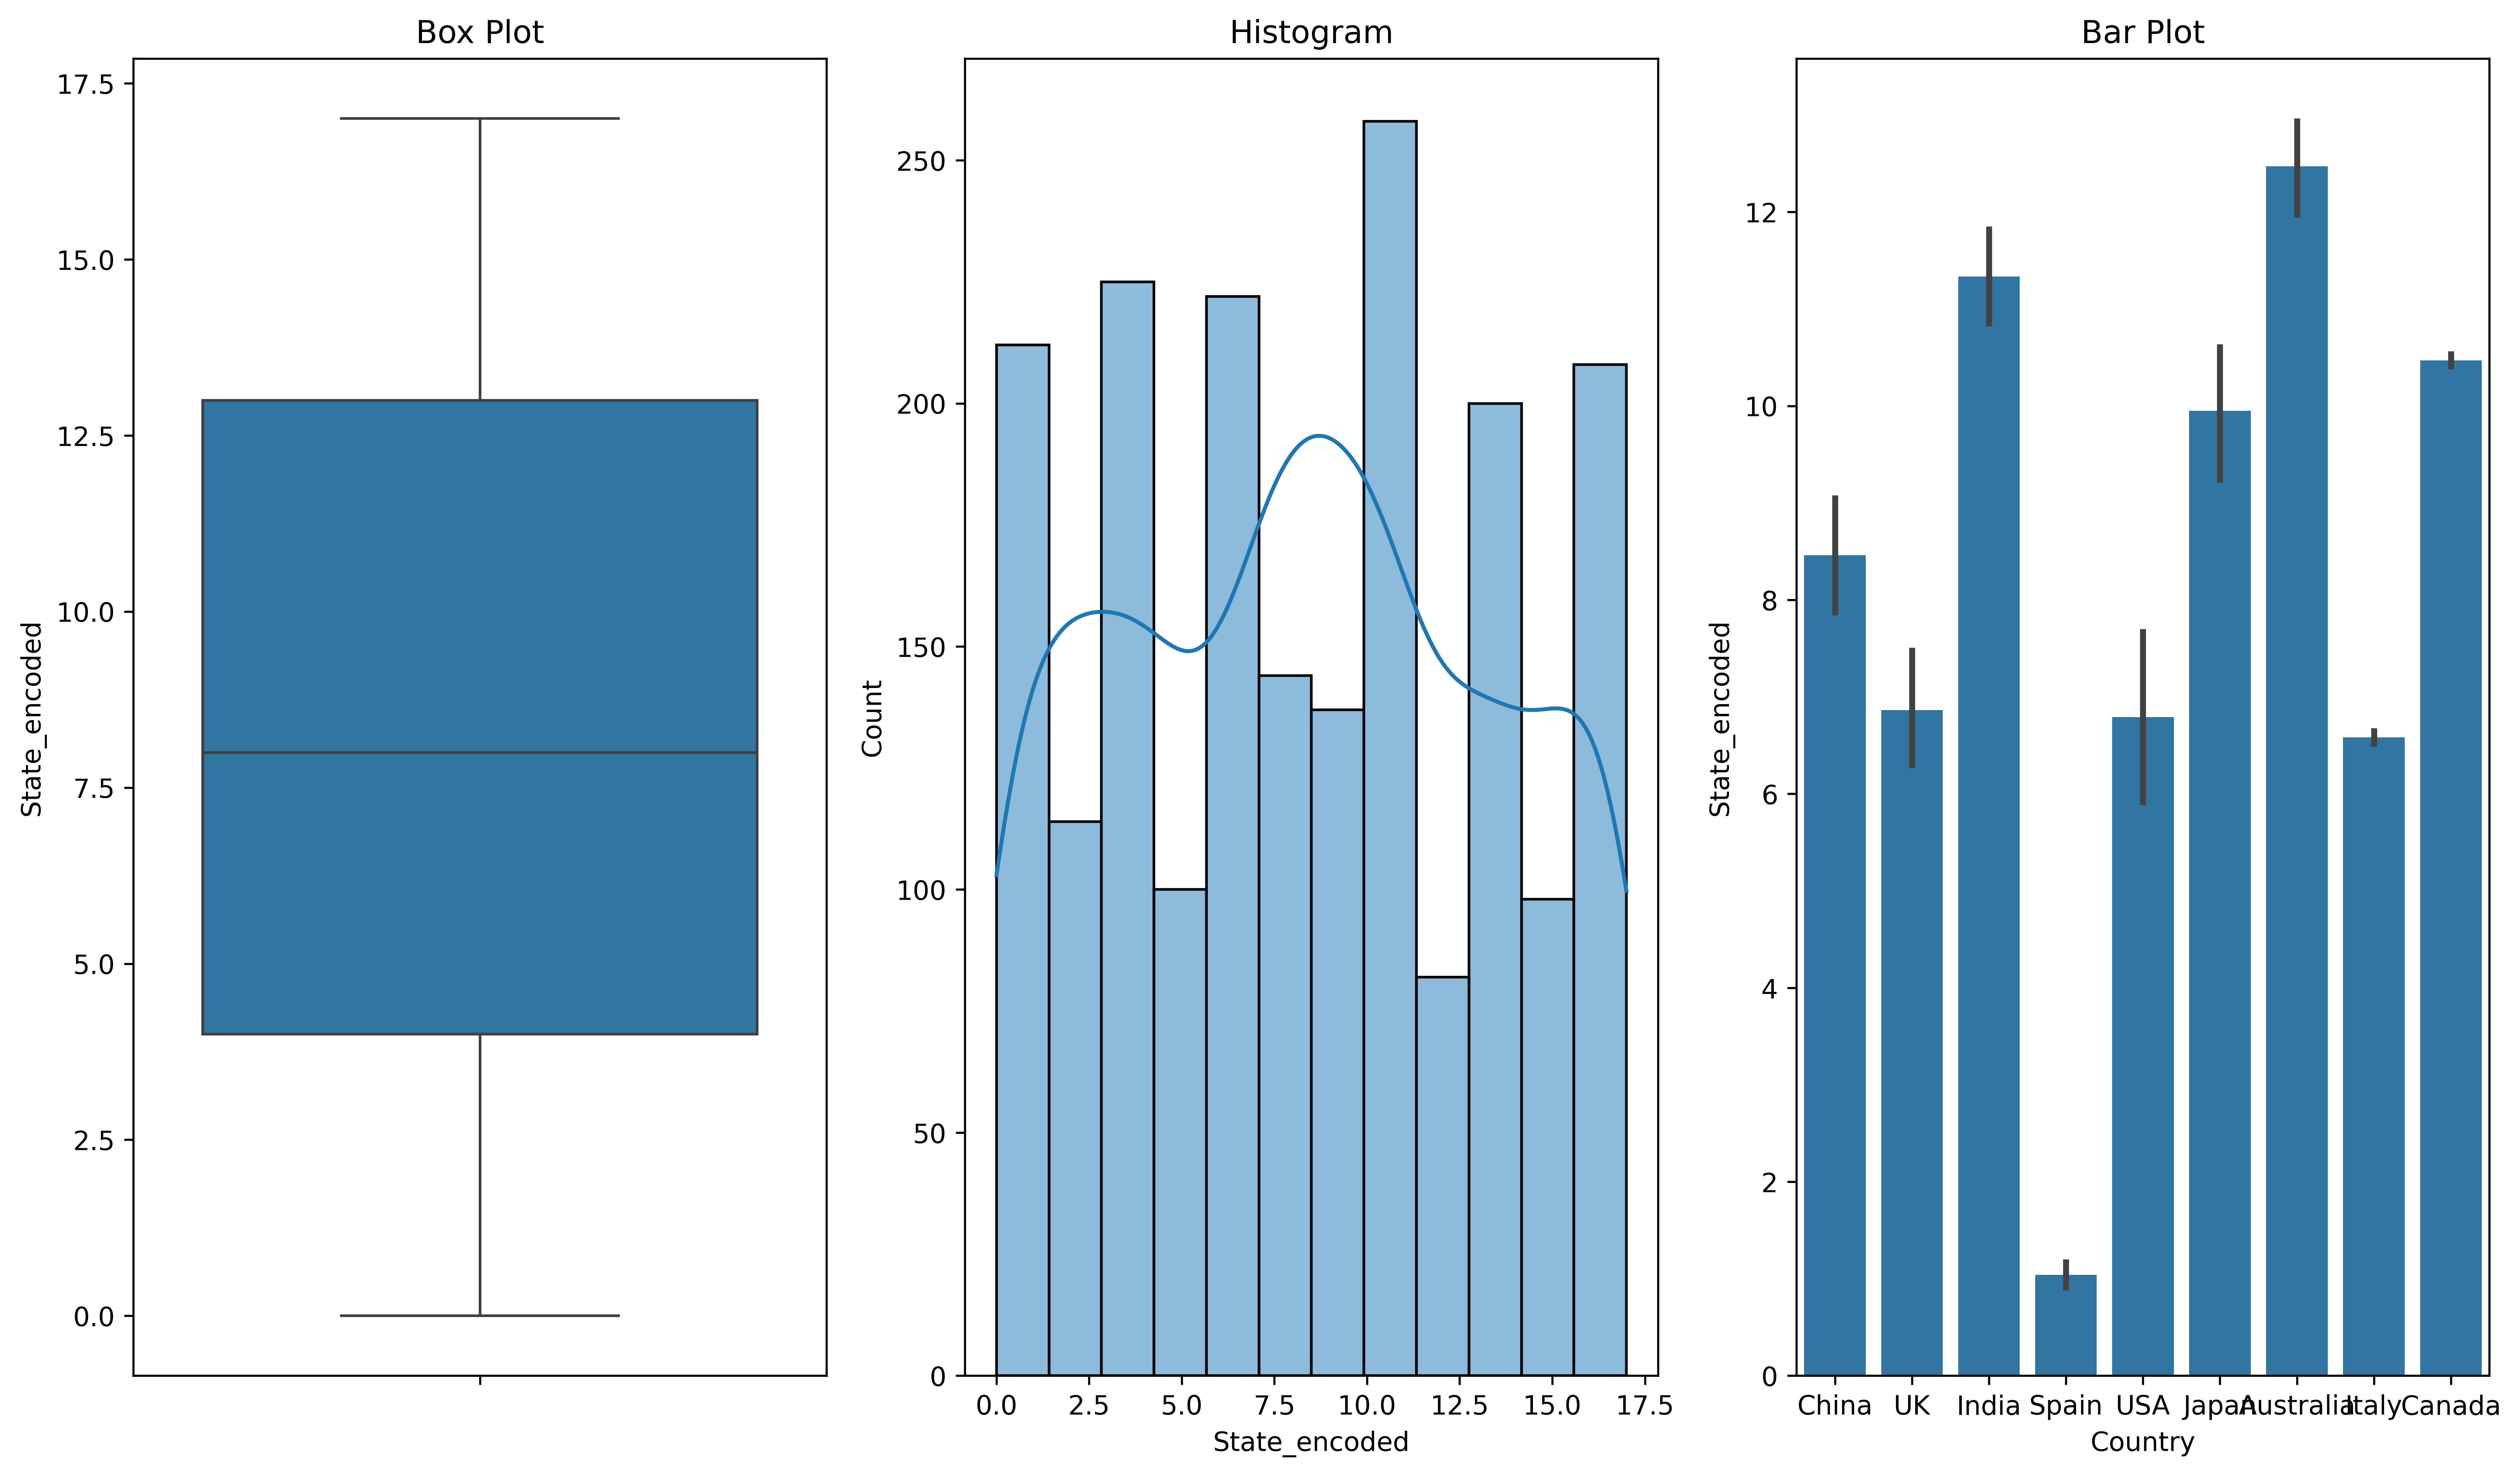 Box Plot
State_encoded
17.5
15.0
12.5
10.0
7.5
5.0
2.5
0.0
Histogram
Count
250
200
150
100
50
0
0.0 2.5 5.0 7.5 10.0 12.5 15.0 17.5
State_encoded
Bar Plot
State_encoded
12
10
8
6
4
2
0
China UK India Spain USA Japan Australia Italy Canada
Country